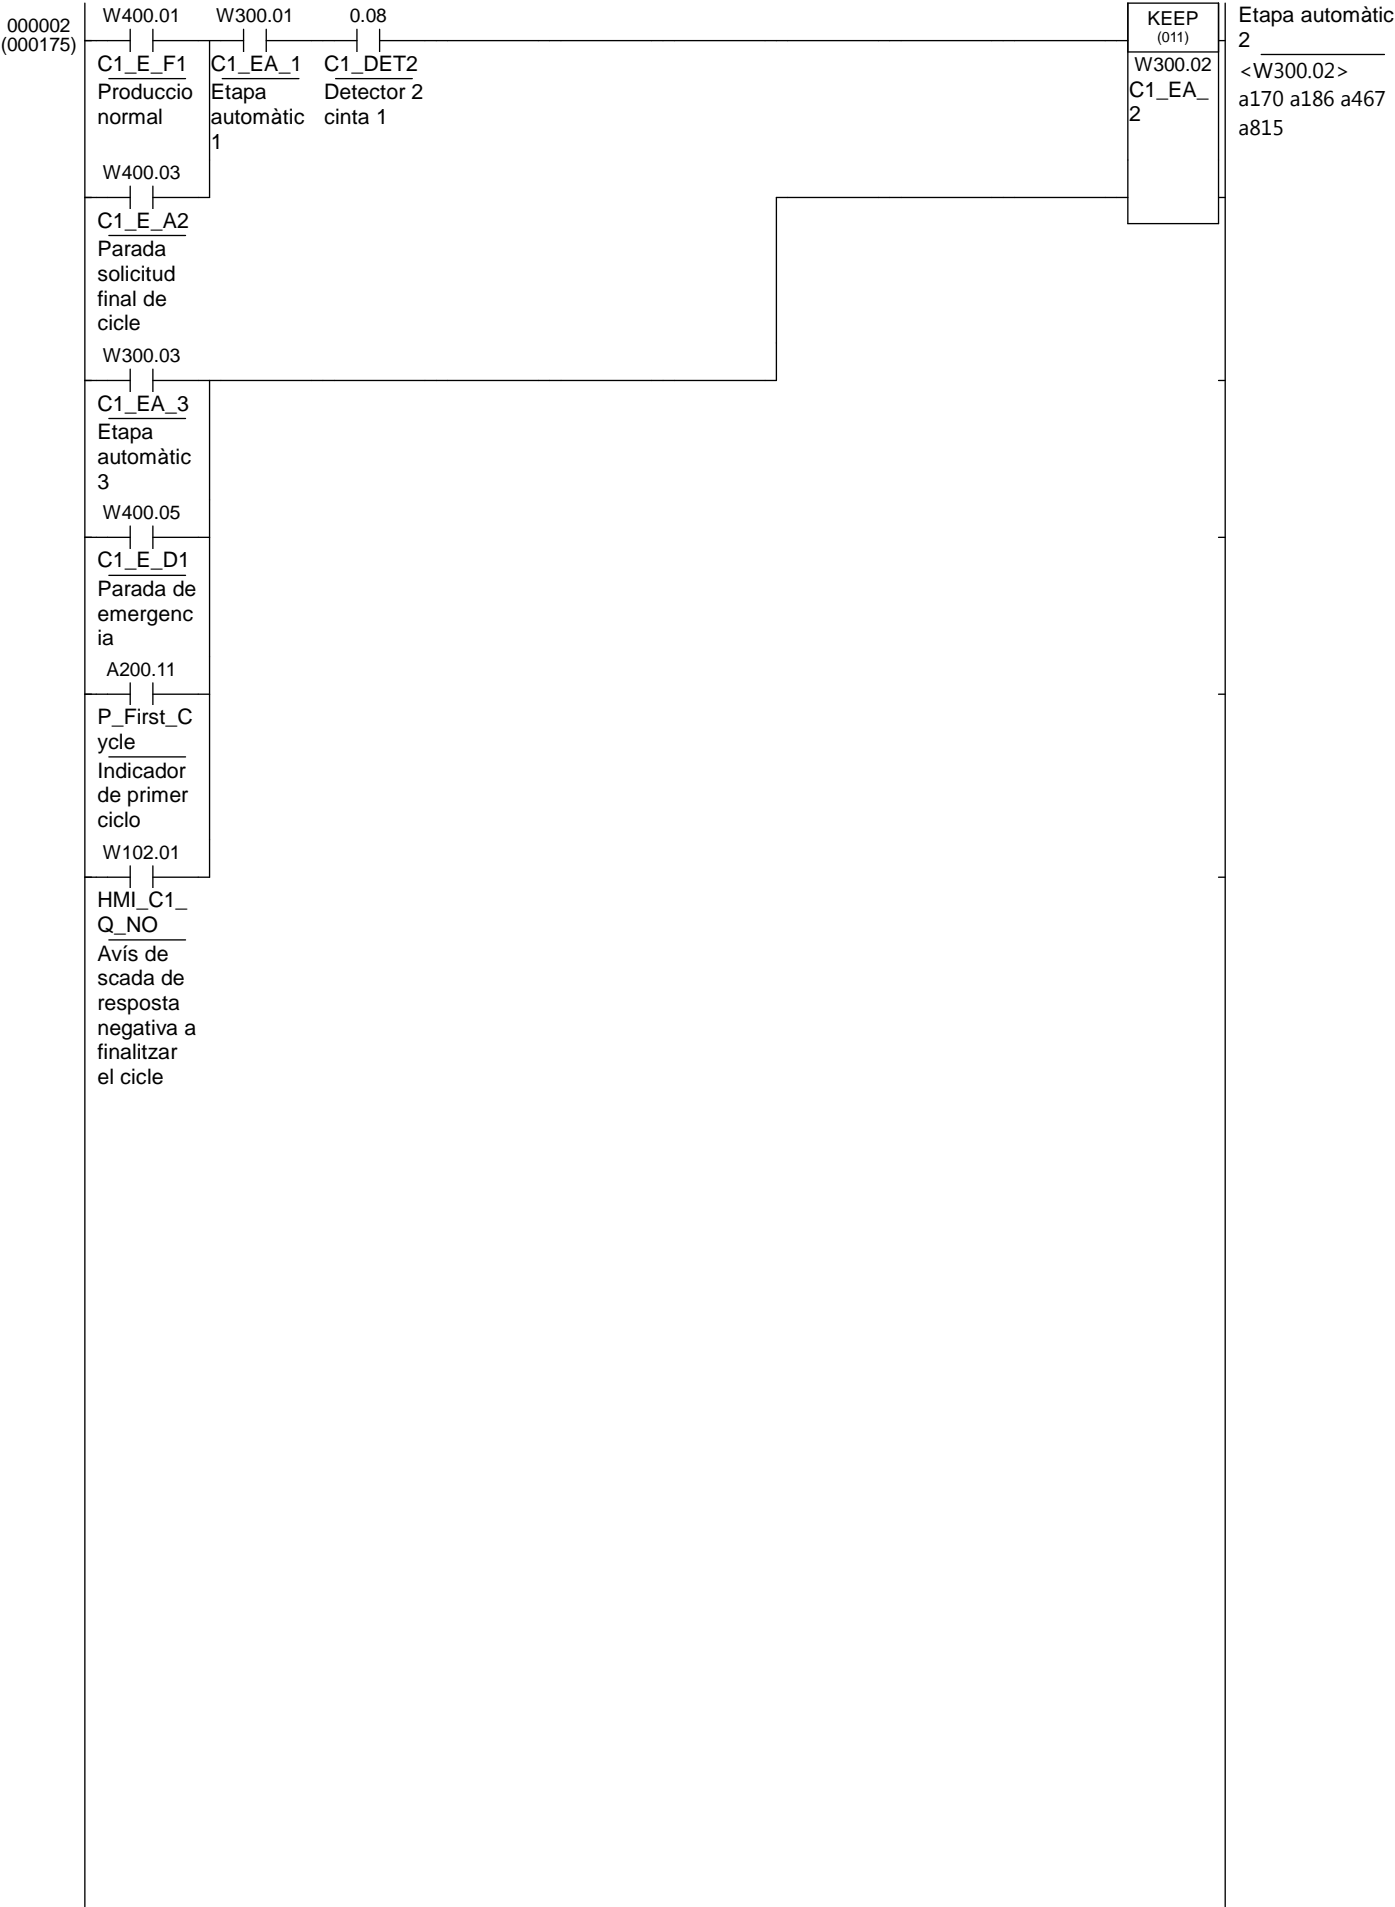 000002
(000175)
W400.01 W300.01 0.08
C1_E_F1 C1_EA_1 C1_DET2
Produccio Etapa Detector 2
normal automàtic cinta 1
1
KEEP
(011)
W300.02
C1_EA_
2
Etapa automàtic
2
<W300.02>
a170 a186 a467
a815
W400.03
C1_E_A2
Parada
solicitud
final de
cicle
W300.03
C1_EA_3
Etapa
automàtic
3
W400.05
C1_E_D1
Parada de
emergenc
ia
A200.11
P_First_C
ycle
Indicador
de primer
ciclo
W102.01
HMI_C1_
Q_NO
Avís de
scada de
resposta
negativa a
finalitzar
el cicle